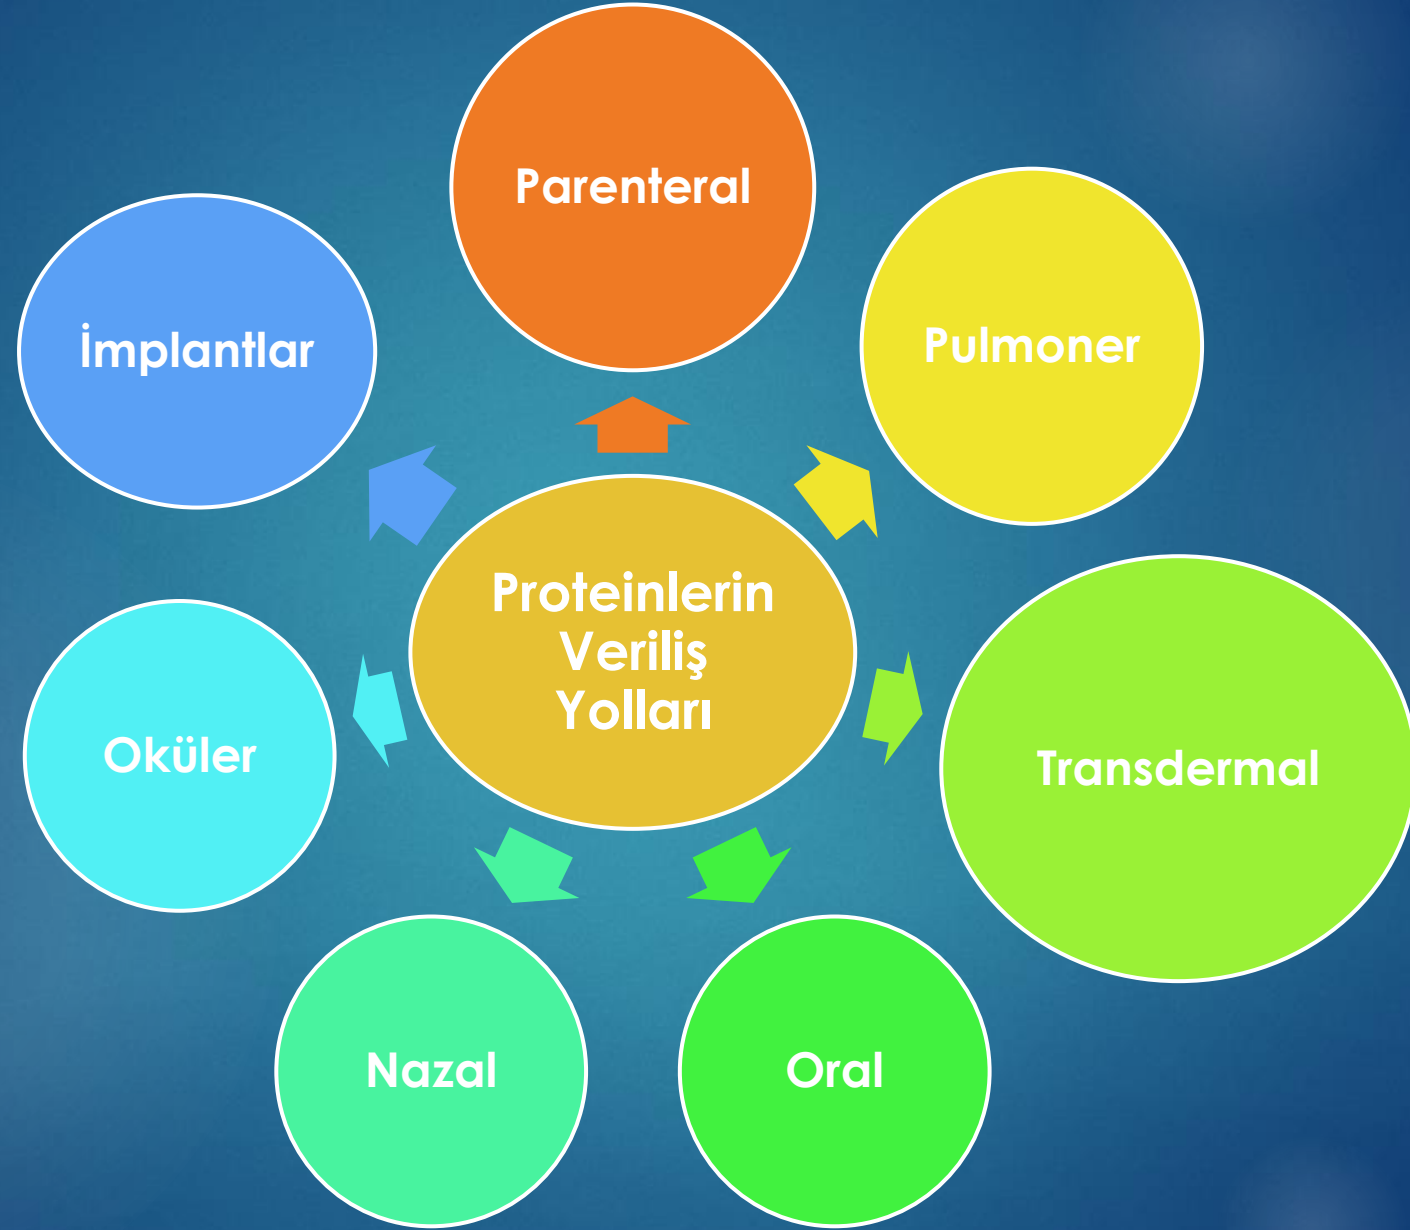 Parenteral
Pulmoner
Transdermal
Oral
Nazal
Oküler
İmplantlar
Proteinlerin
Veriliş
Yolları